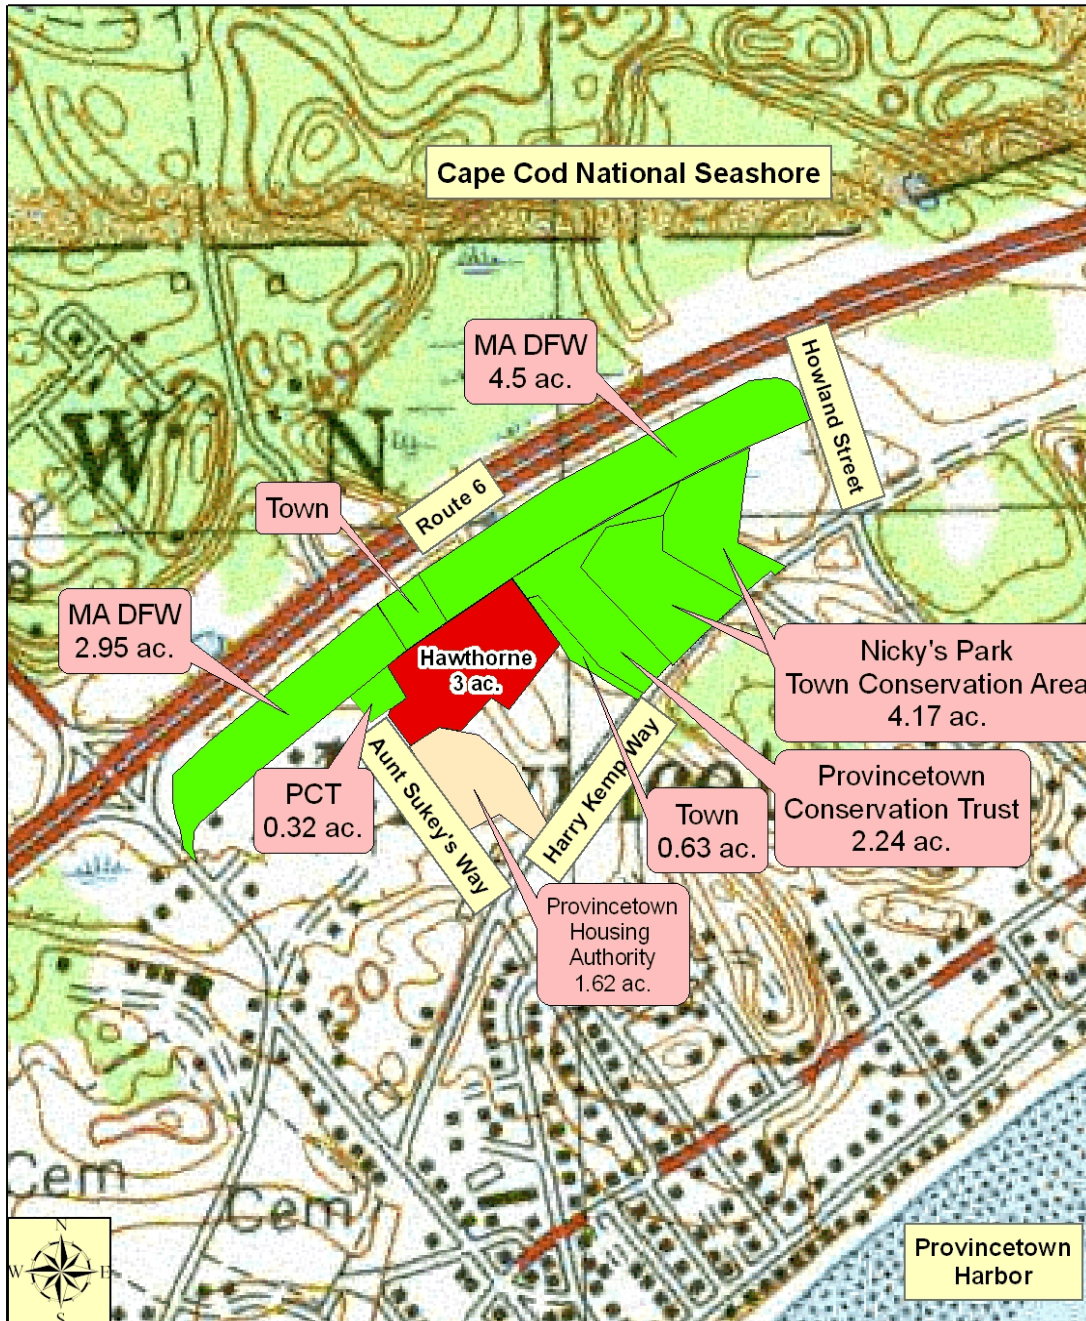 Cape Cod National Seashore
MA DFW
4.5 ac.
Howland Street
W N
Route 6
Town
MA DFW
2.95 ac.
Hawthorne
3 ac.
Nicky's Park
Town Conservation Area
4.17 ac.
PCT
0.32 ac.
Aunt Sukey's Way
Harry Kemp Way
Town
0.63 ac.
Provincetown
Conservation Trust
2.24 ac.
Provincetown
Housing
Authority
1.62 ac.
30
Cem
Cem
N
W E
S
Provincetown
Harbor